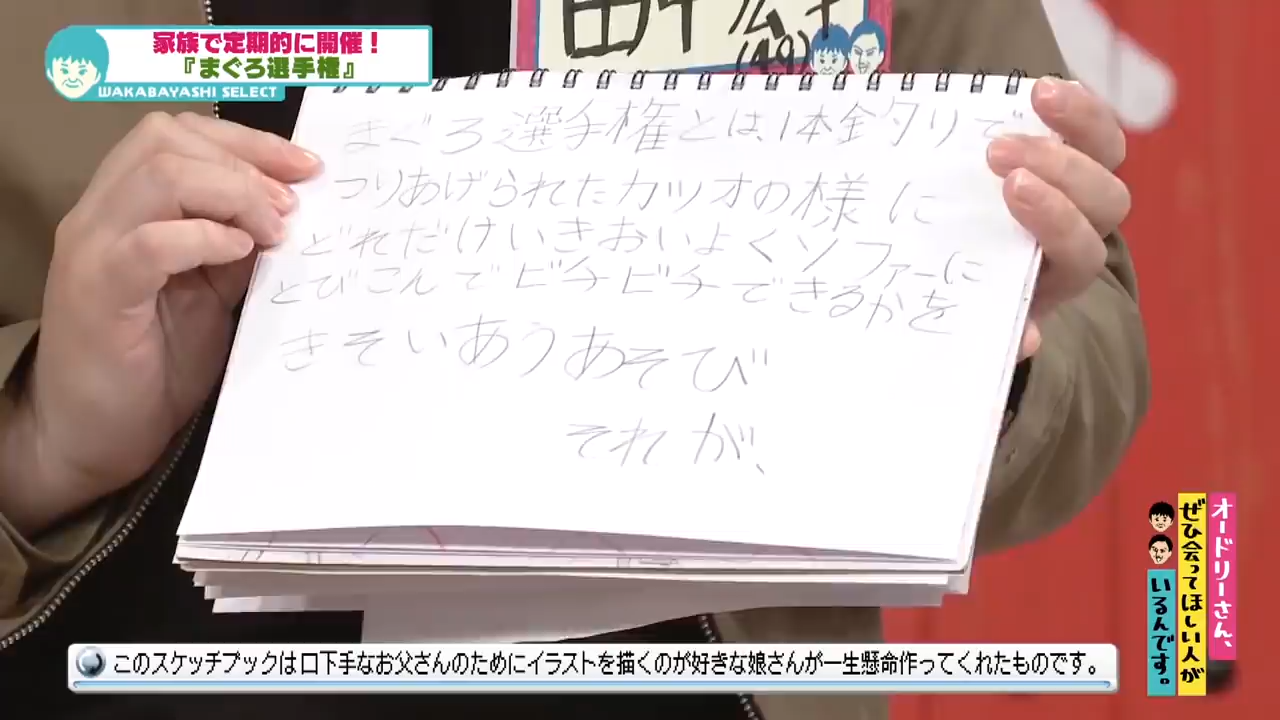 家族で定期的に開催！
『まぐろ選手権』
WAKABAYASHI SELECT
(49)
まぐろ選手権とは、1本釣りで
つりあげられたカツオの様に
どれだけいきおいよくソファーに
とびこんでビチビチできるかを
きそいあうあそび
それが、
オードリーさん、
ぜひ会ってほしい人が
いるんです。
このスケッチブックは口下手なお父さんのためにイラストを描くのが好きな娘さんが一生懸命作ってくれたものです。